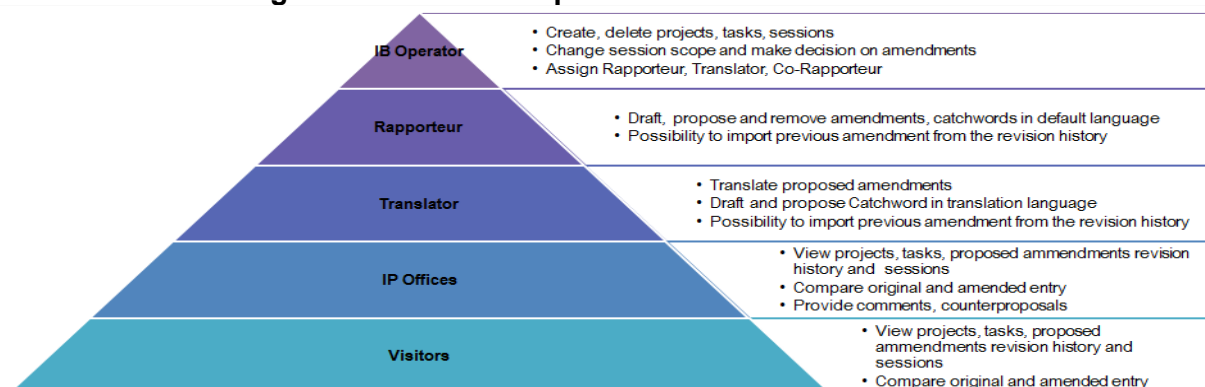 IB Operator
• Create, delete projects, tasks, sessions
• Change session scope and make decision on amendments
• Assign Rapporteur, Translator, Co-Rapporteur
Rapporteur
• Draft, propose and remove amendments, catchwords in default language
• Possibility to import previous amendment from the revision history
Translator
• Translate proposed amendments
• Draft and propose Catchword in translation language
• Possibility to import previous amendment from the revision history
IP Offices
• View projects, tasks, proposed ammendments revision
history and sessions
• Compare original and amended entry
• Provide comments, counterproposals
Visitors
• View projects, tasks, proposed
ammendments revision history and
sessions
• Compare original and amended entry